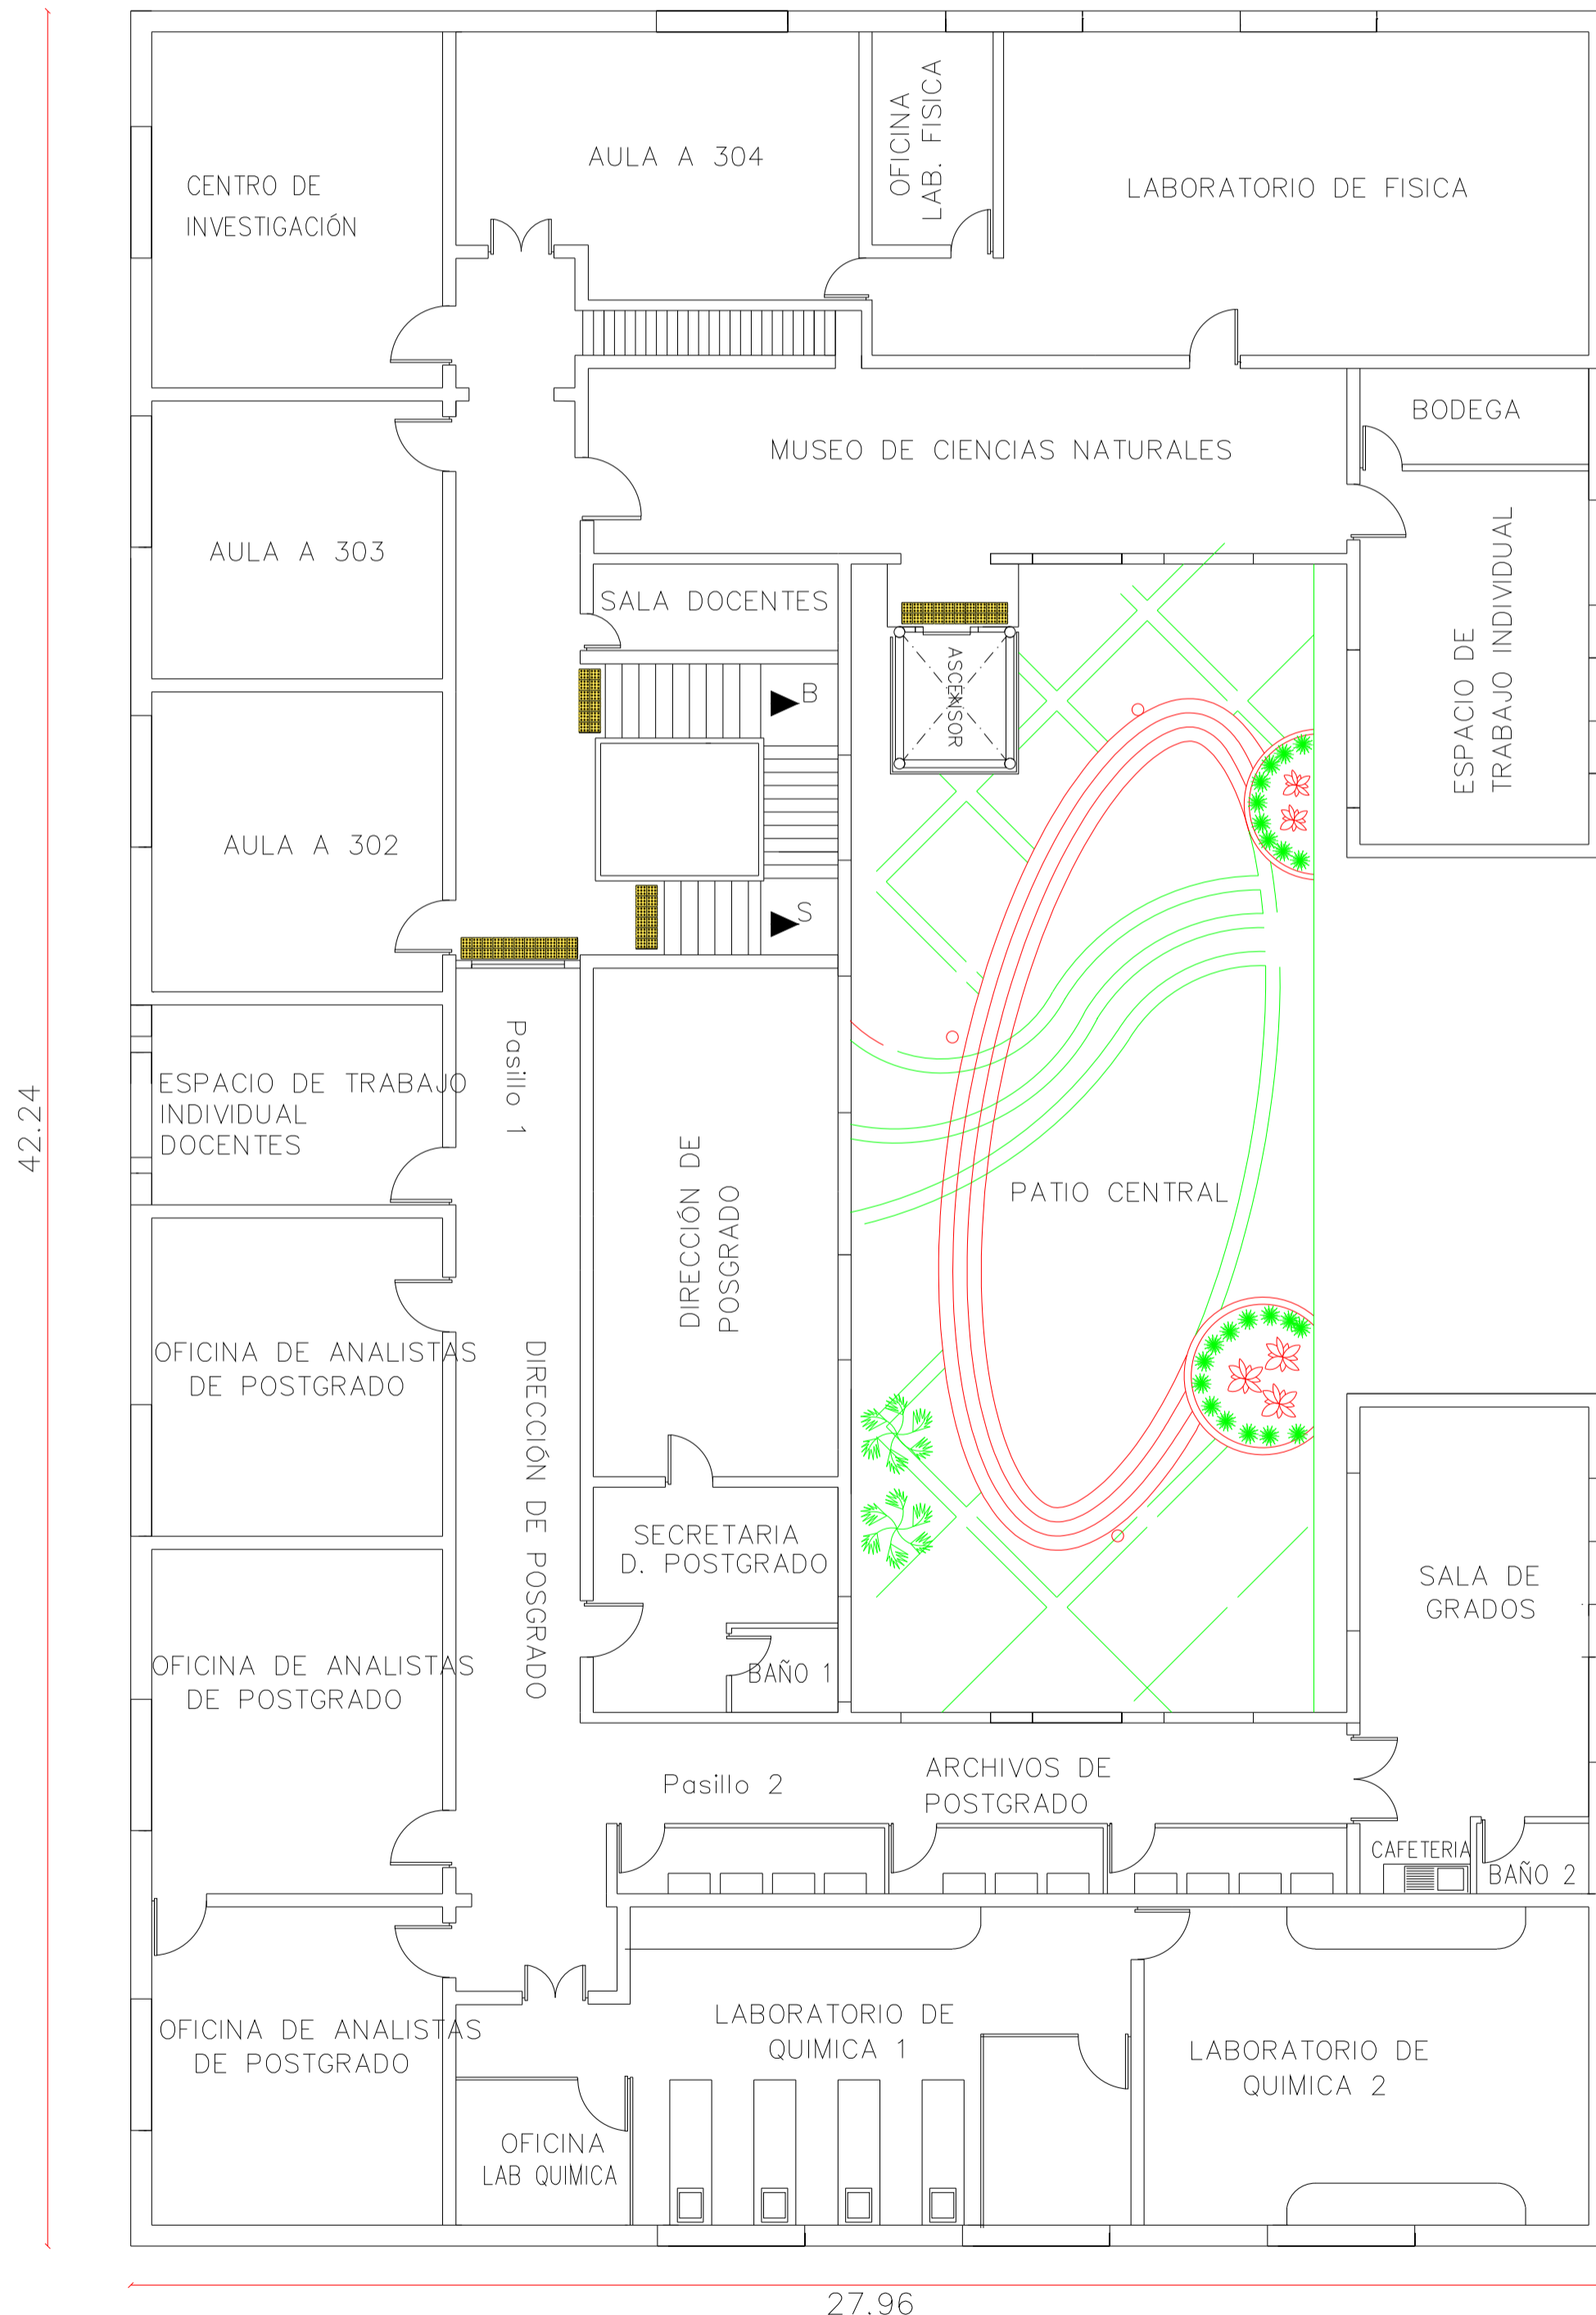 AULA A 304
OFICINA
LAB. FISICA
CENTRO DE
INVESTIGACIÓN
LABORATORIO DE FISICA
BODEGA
MUSEO DE CIENCIAS NATURALES
AULA A 303
SALA DOCENTES
ESPACIO DE
TRABAJO INDIVIDUAL
ASCENSOR
B
AULA A 302
S
Pasillo 1
ESPACIO DE TRABAJO
INDIVIDUAL
DOCENTES
42.24
DIRECCIÓN DE
POSGRADO
PATIO CENTRAL
OFICINA DE ANALISTAS
DE POSTGRADO
DIRECCIÓN DE POSGRADO
SECRETARIA
D. POSTGRADO
SALA DE
GRADOS
OFICINA DE ANALISTAS
DE POSTGRADO
BAÑO 1
Pasillo 2
ARCHIVOS DE
POSTGRADO
CAFETERIA
BAÑO 2
OFICINA DE ANALISTAS
DE POSTGRADO
LABORATORIO DE
QUIMICA 1
LABORATORIO DE
QUIMICA 2
OFICINA
LAB QUIMICA
27.96